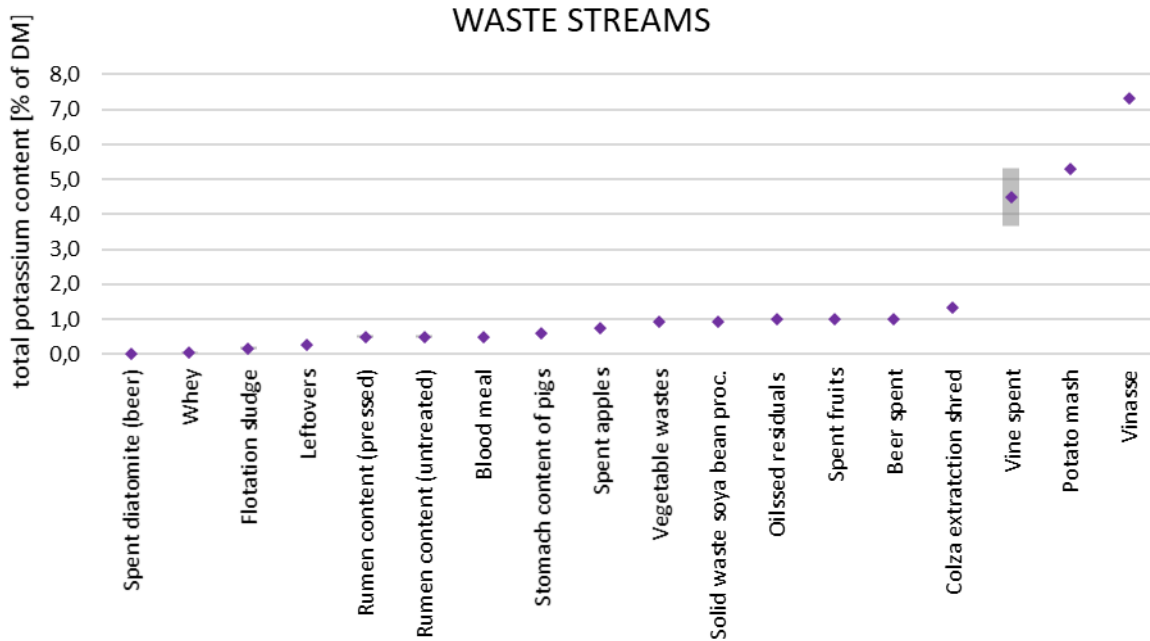 WASTE STREAMS
total potassium content [% of DM]
8,0
7,0
6,0
5,0
4,0
3,0
2,0
1,0
0,0
Spent diatomite (beer)
Whey
Flotation sludge
Leftovers
Rumen content (pressed)
Rumen content (untreated)
Blood meal
Stomach content of pigs
Spent apples
Vegetable wastes
Solid waste soya bean proc.
Oilssed residuals
Spent fruits
Beer spent
Colza extratction shred
Vine spent
Potato mash
Vinasse